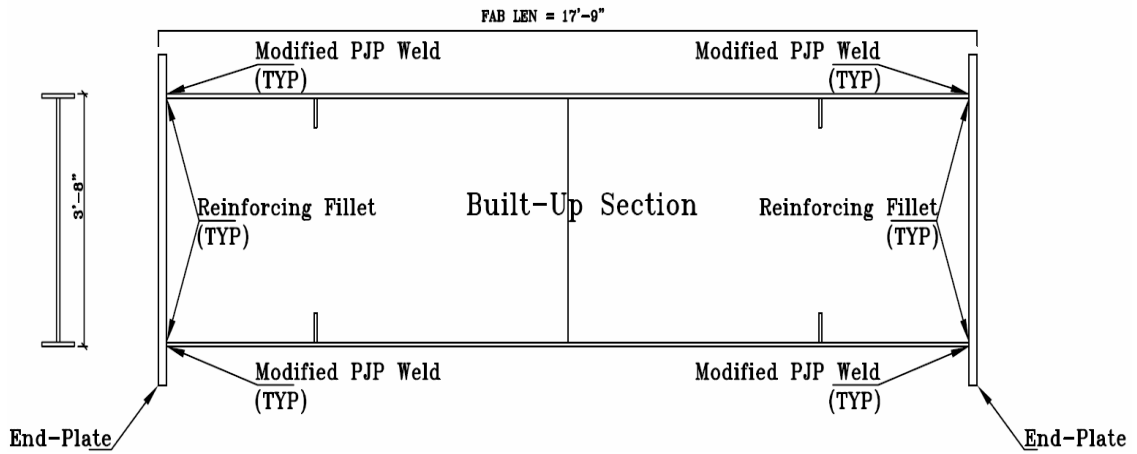 FAB LEN = 17'-9"
Modified PJP Weld
(TYP)
Modified PJP Weld
(TYP)
3'-8"
Reinforcing Fillet
(TYP)
Built-Up Section
Reinforcing Fillet
(TYP)
Modified PJP Weld
(TYP)
Modified PJP Weld
(TYP)
End-Plate
End-Plate